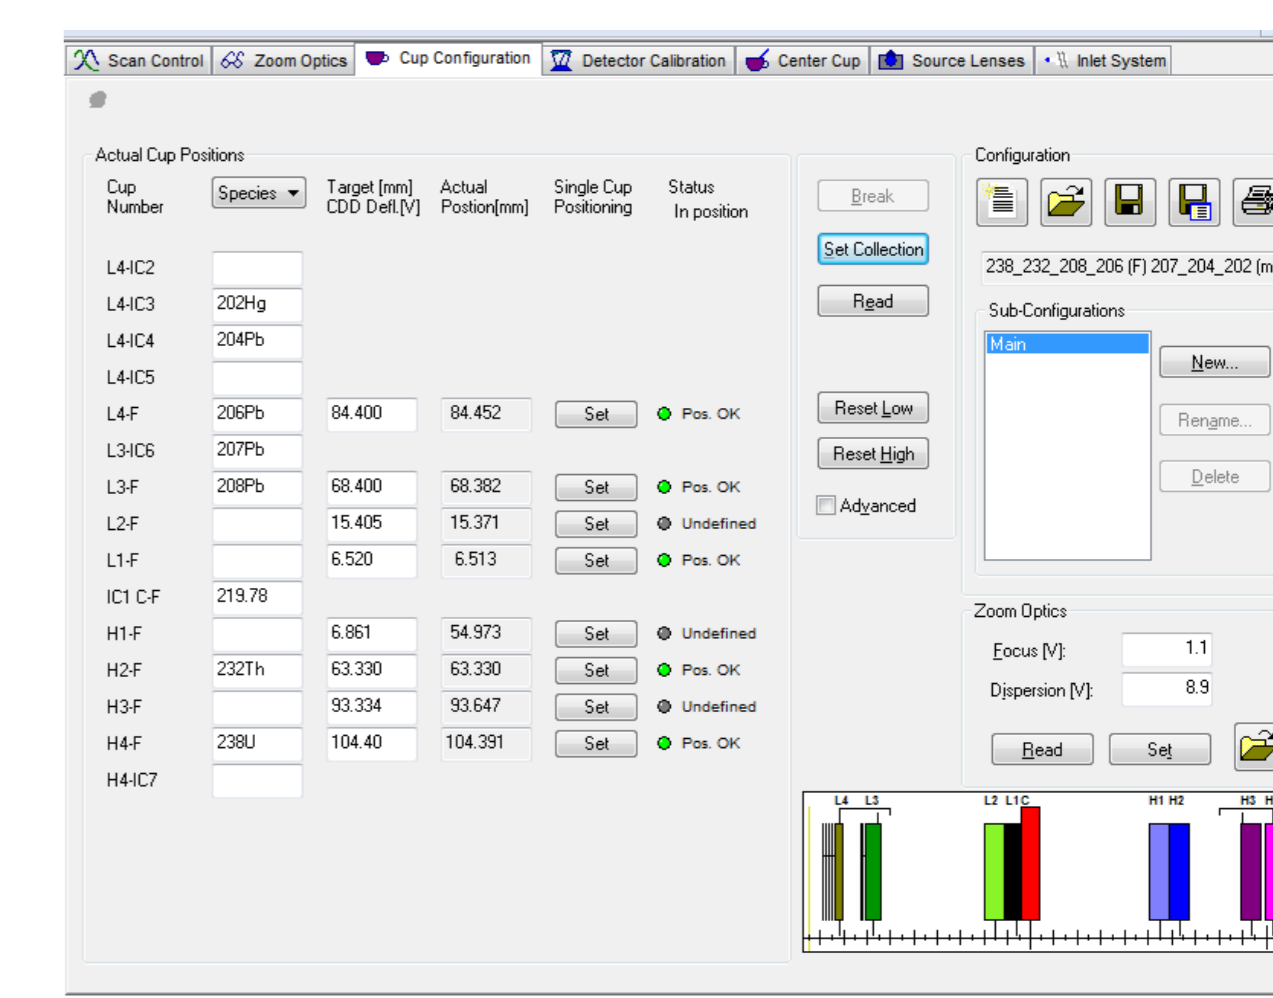 Scan Control Zoom Optics Cup Configuration Detector Calibration Center Cup Source Lenses Inlet System
Actual Cup Positions
Cup Number Species Target [mm] CDD Defl.[V] Actual Postion[mm] Single Cup Positioning Status In position
L4-IC2
L4-IC3 202Hg
L4-IC4 204Pb
L4-IC5
L4-F 206Pb 84.400 84.452 Set Pos. OK
L3-IC6 207Pb
L3-F 208Pb 68.400 68.382 Set Pos. OK
L2-F 15.405 15.371 Set Undefined
L1-F 6.520 6.513 Set Pos. OK
IC1 C-F 219.78
H1-F 6.861 54.973 Set Undefined
H2-F 232Th 63.330 63.330 Set Pos. OK
H3-F 93.334 93.647 Set Undefined
H4-F 238U 104.40 104.391 Set Pos. OK
H4-IC7
Break
Set Collection
Read
Reset Low
Reset High
Advanced
Configuration
238_232_208_206 (F) 207_204_202 (m
Sub-Configurations
Main
New...
Rename...
Delete
Zoom Optics
Focus [V]: 1.1
Dispersion [V]: 8.9
Read Set
L4 L3 L2 L1C H1 H2 H3 H